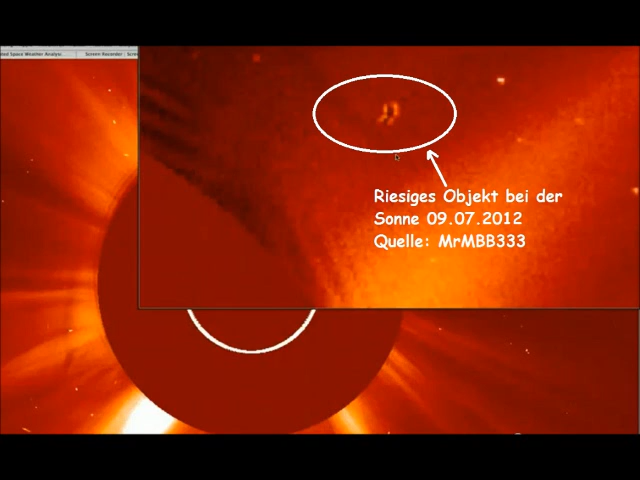 Riesiges Objekt bei der
Sonne 09.07.2012
Quelle: MrMBB333